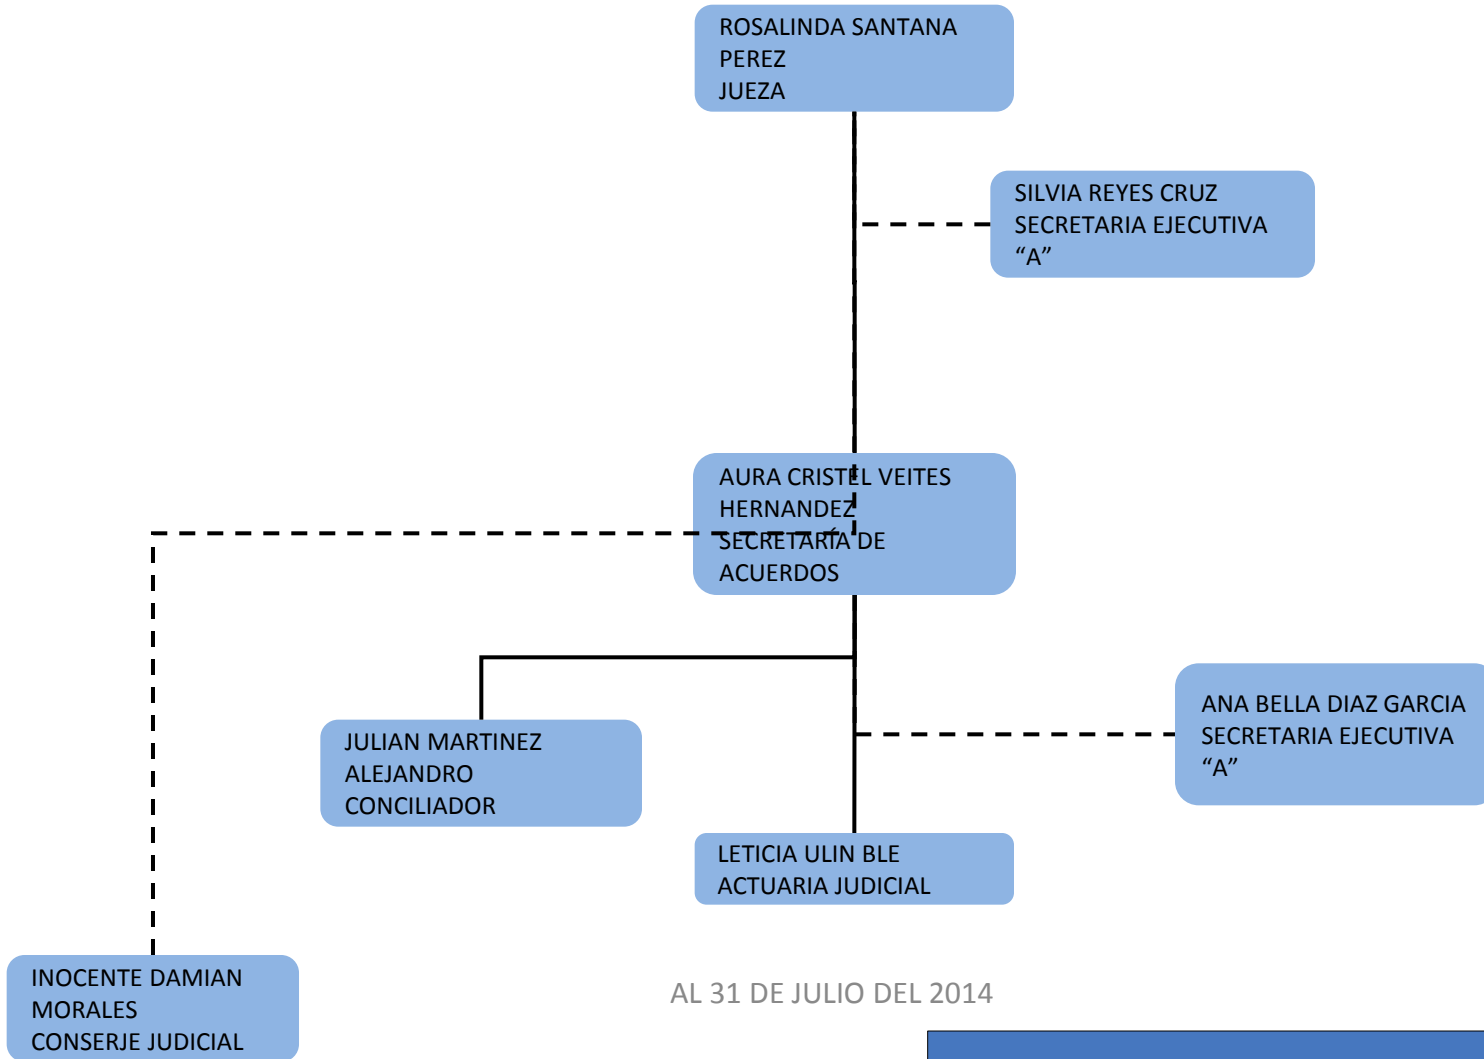 ROSALINDA SANTANA
PEREZ
JUEZA
SILVIA REYES CRUZ
SECRETARIA EJECUTIVA
“A”
AURA CRISTEL VEITES
HERNANDEZ
SECRETARÍA DE
ACUERDOS
JULIAN MARTINEZ
ALEJANDRO
CONCILIADOR
ANA BELLA DIAZ GARCIA
SECRETARIA EJECUTIVA
“A”
LETICIA ULIN BLE
ACTUARIA JUDICIAL
INOCENTE DAMIAN
MORALES
CONSERJE JUDICIAL
AL 31 DE JULIO DEL 2014